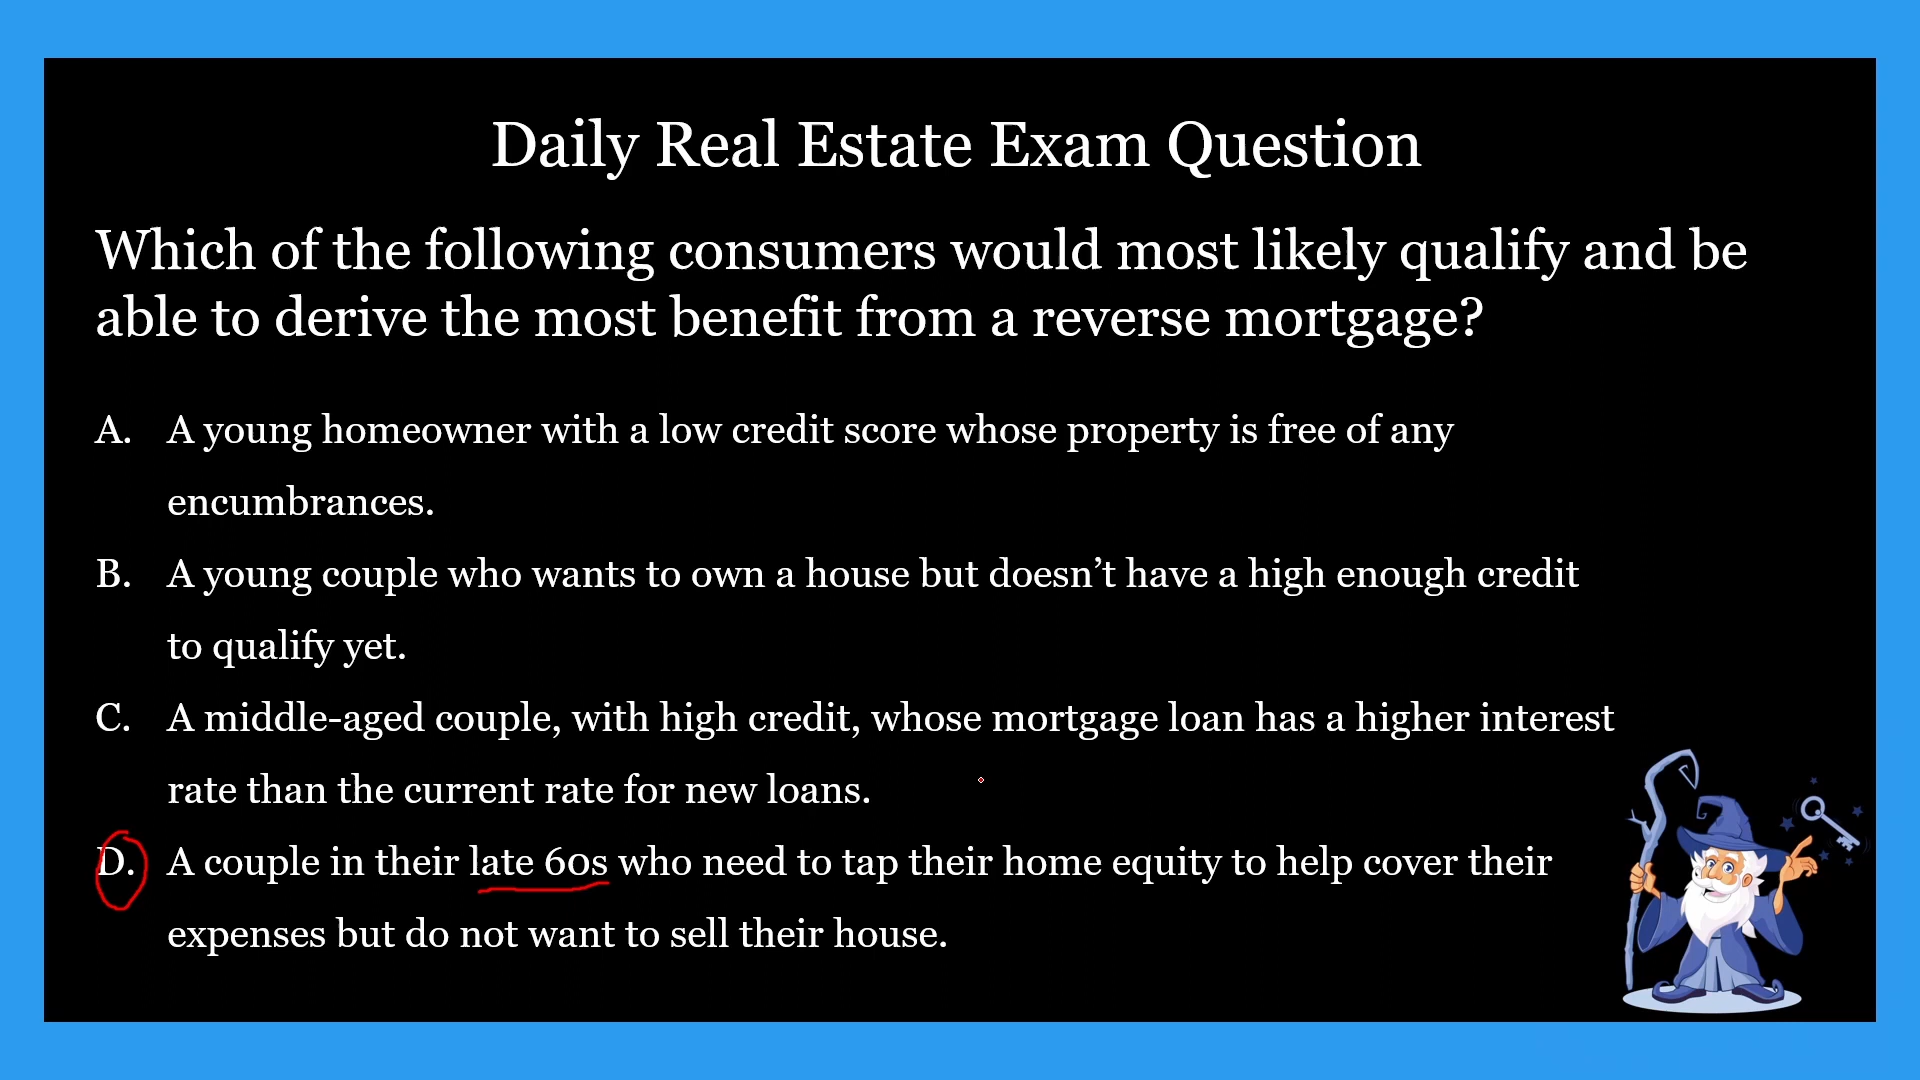 Daily Real Estate Exam Question
Which of the following consumers would most likely qualify and be
able to derive the most benefit from a reverse mortgage?
A. A young homeowner with a low credit score whose property is free of any
encumbrances.
B. A young couple who wants to own a house but doesn’t have a high enough credit
to qualify yet.
C. A middle-aged couple, with high credit, whose mortgage loan has a higher interest
rate than the current rate for new loans.
D. A couple in their late 60s who need to tap their home equity to help cover their
expenses but do not want to sell their house.